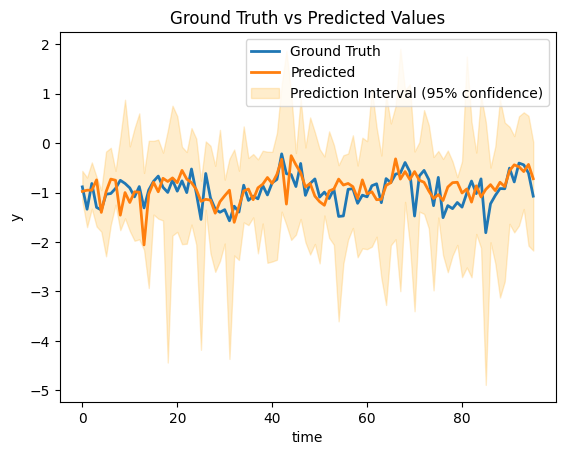 Ground Truth vs Predicted Values
Ground Truth
Predicted
Prediction Interval (95% confidence)
2
1
0
−1
−2
−3
−4
−5
y
0 20 40 60 80
time